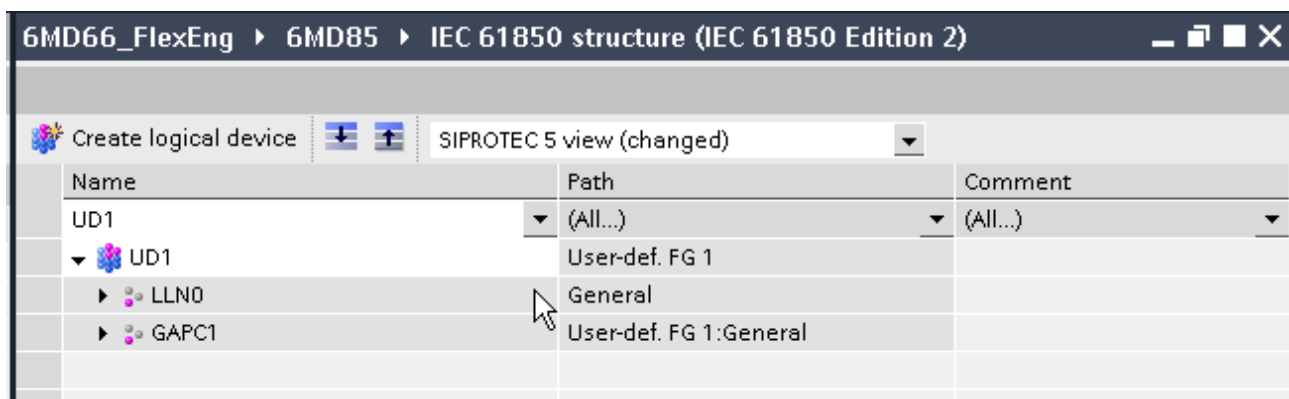 6MD66_FlexEng ▸ 6MD85 ▸ IEC 61850 structure (IEC 61850 Edition 2)
Create logical device SIPROTEC 5 view (changed)
Name Path Comment
UD1 (All...) (All...)
UD1 User-def. FG 1
LLN0 General
GAPC1 User-def. FG 1:General